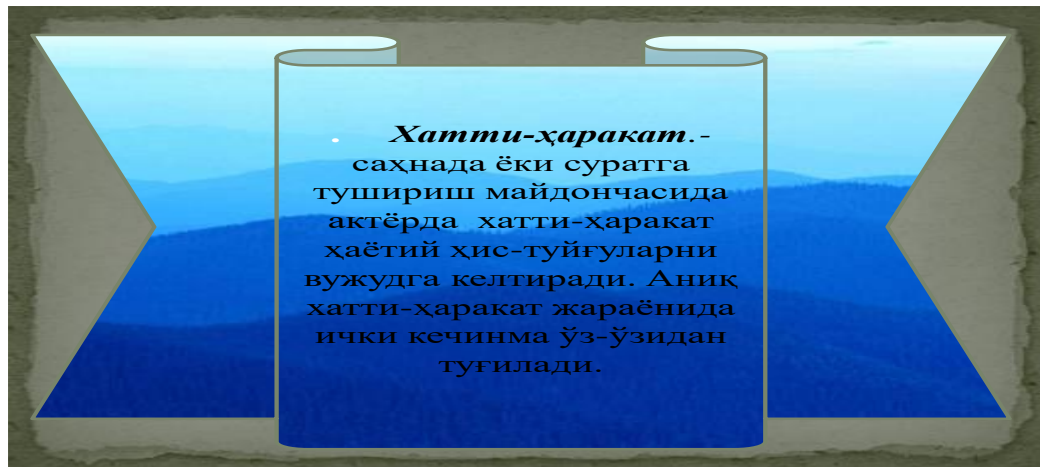 Хатти-ҳаракат.-
саҳнада ёки суратга
тушириш майдончасида
актёрда хатти-ҳаракат
ҳаётий ҳис-туйғуларни
вужудга келтиради. Аниқ
хатти-ҳаракат жараёнида
ички кечинма ўз-ўзидан
туғилади.